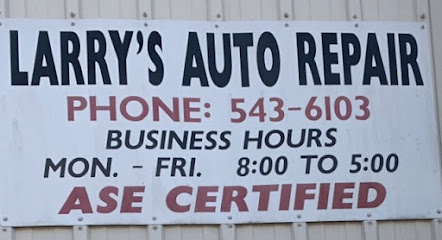 LARRY'S AUTO REPAIR
PHONE: 543-6103
BUSINESS HOURS
MON. - FRI. 8:00 TO 5:00
ASE CERTIFIED